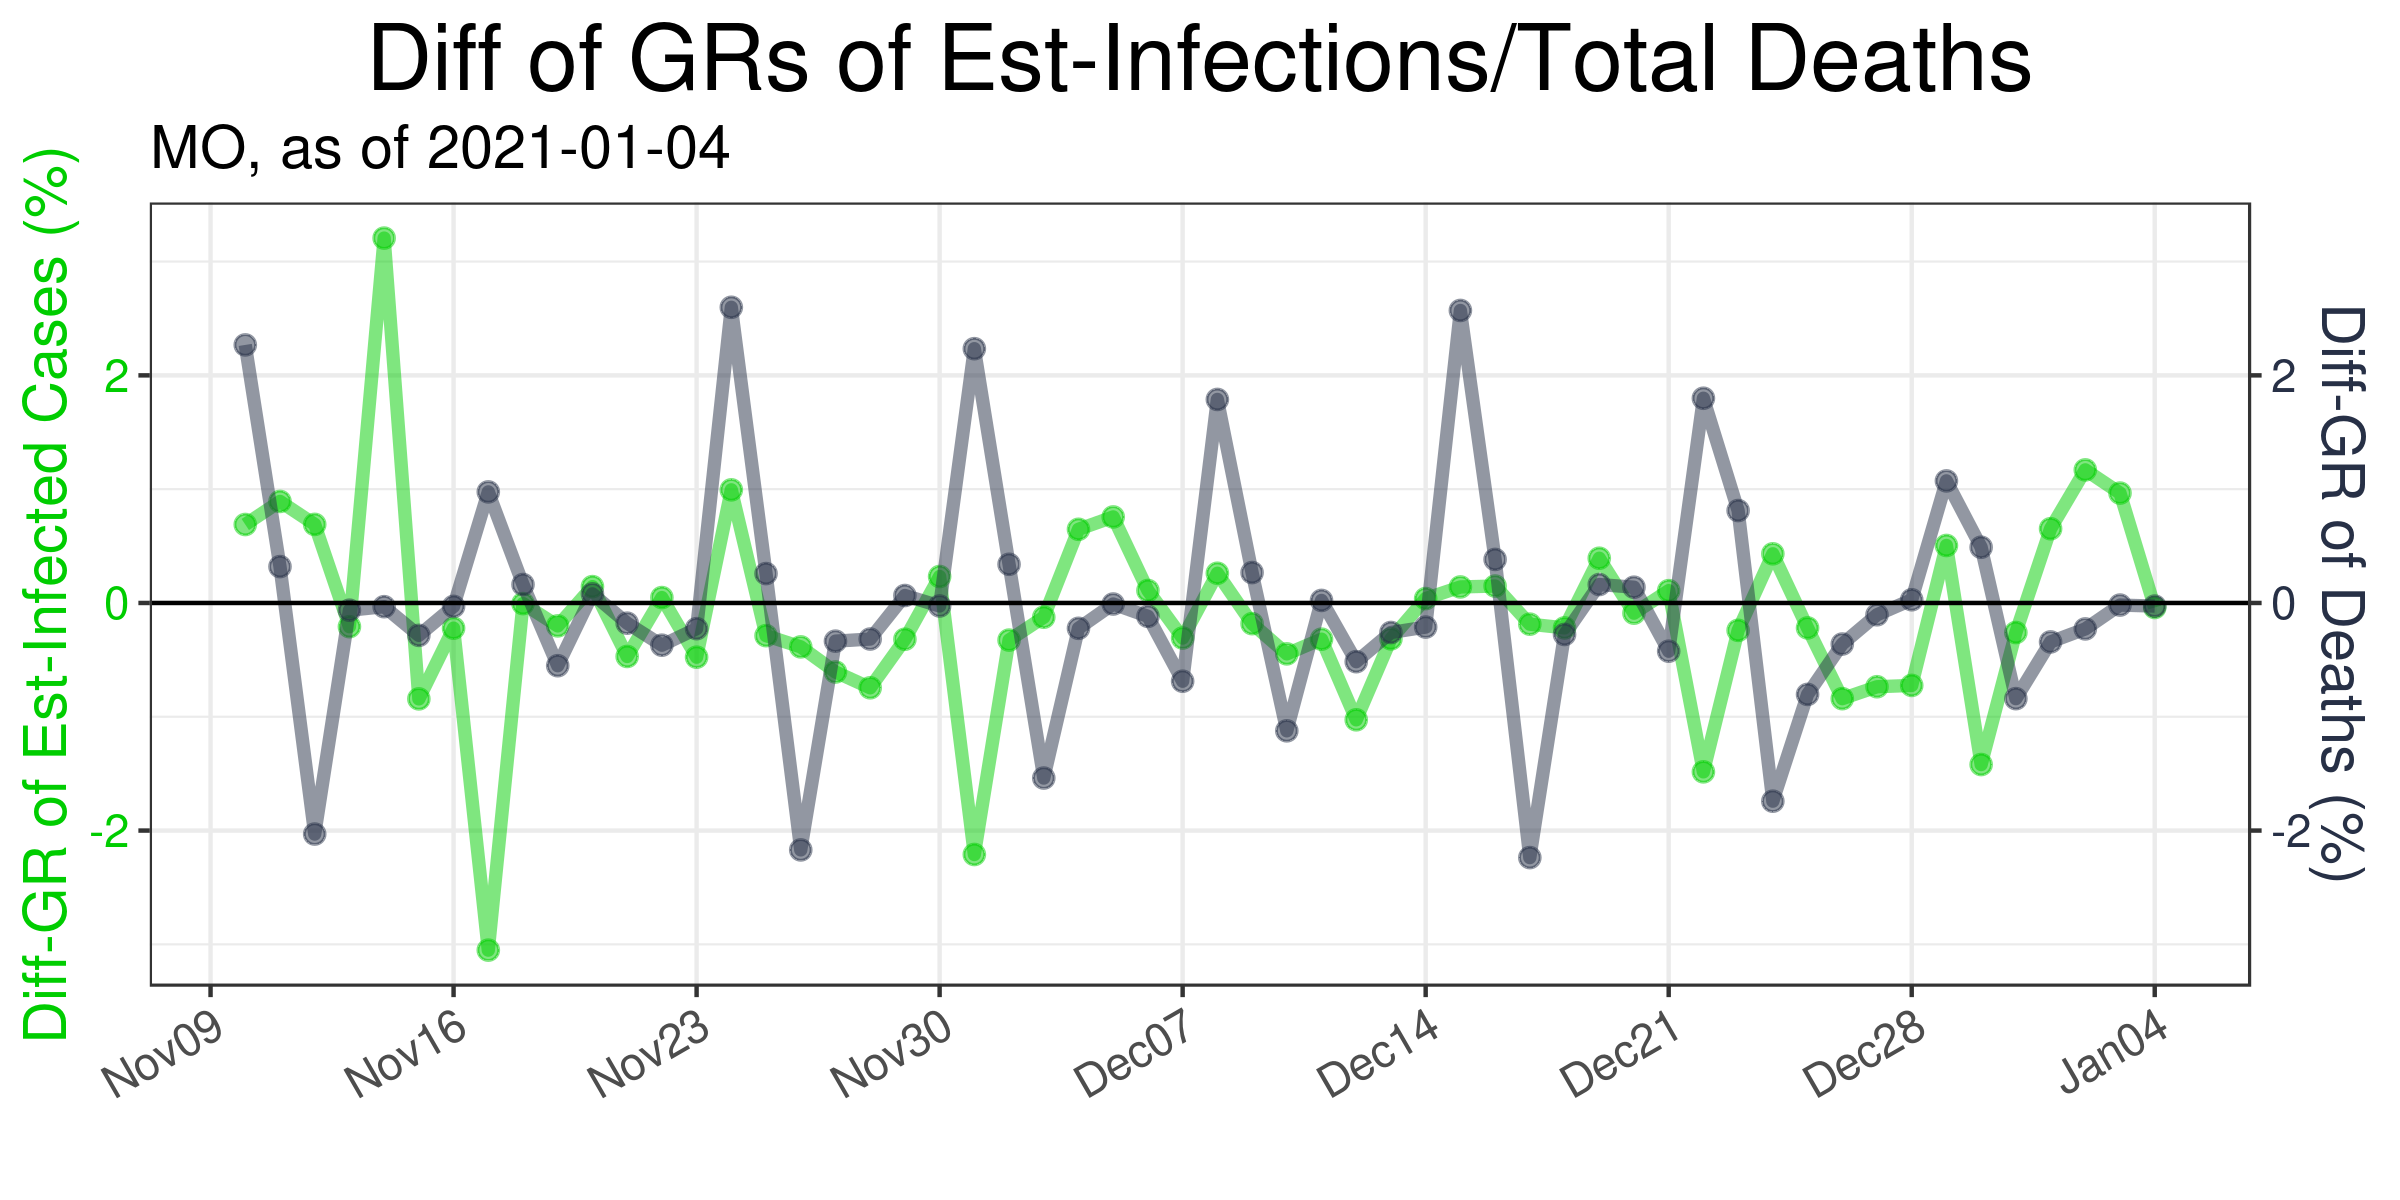 Diff of GRs of Est-Infections/Total Deaths
MO, as of 2021-01-04
Diff-GR of Est-Infected Cases (%)
2
0
-2
2
0
-2
Diff-GR of Deaths (%)
Nov09
Nov16
Nov23
Nov30
Dec07
Dec14
Dec21
Dec28
Jan04